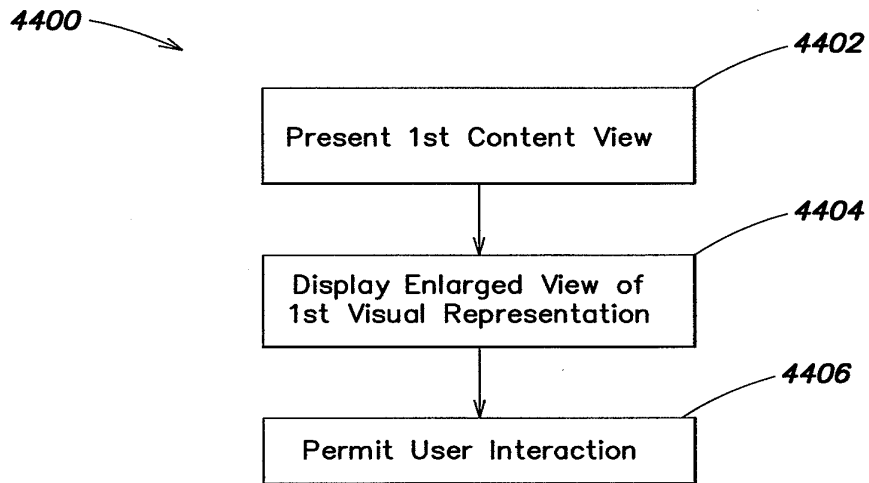 4400
4402
Present 1st Content View
4404
Display Enlarged View of
1st Visual Representation
4406
Permit User Interaction